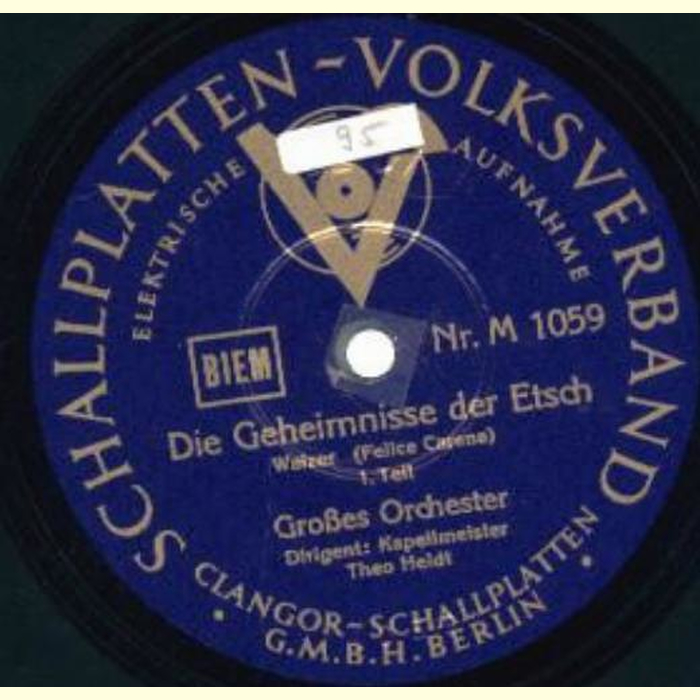 SCHALLPLATTEN-VOLKSVERBAND
95
ELEKTRISCHE AUFNAHME
V
BIEM
Nr. M 1059
Die Geheimnisse der Etsch
Walzer (Felice Carena)
1. Teil
Großes Orchester
Dirigent: Kapellmeister
Theo Heldt
CLANGOR-SCHALLPLATTEN
G.M.B.H. BERLIN